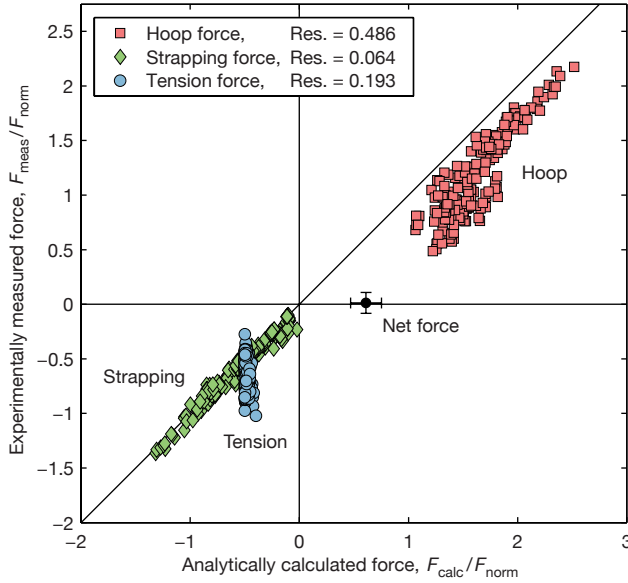 Hoop force, Res. = 0.486
Strapping force, Res. = 0.064
Tension force, Res. = 0.193
2.5
2
1.5
1
0.5
0
−0.5
−1
−1.5
−2
Experimentally measured force, F_meas/F_norm
Hoop
Net force
Strapping
Tension
−2 −1 0 1 2 3
Analytically calculated force, F_calc/F_norm